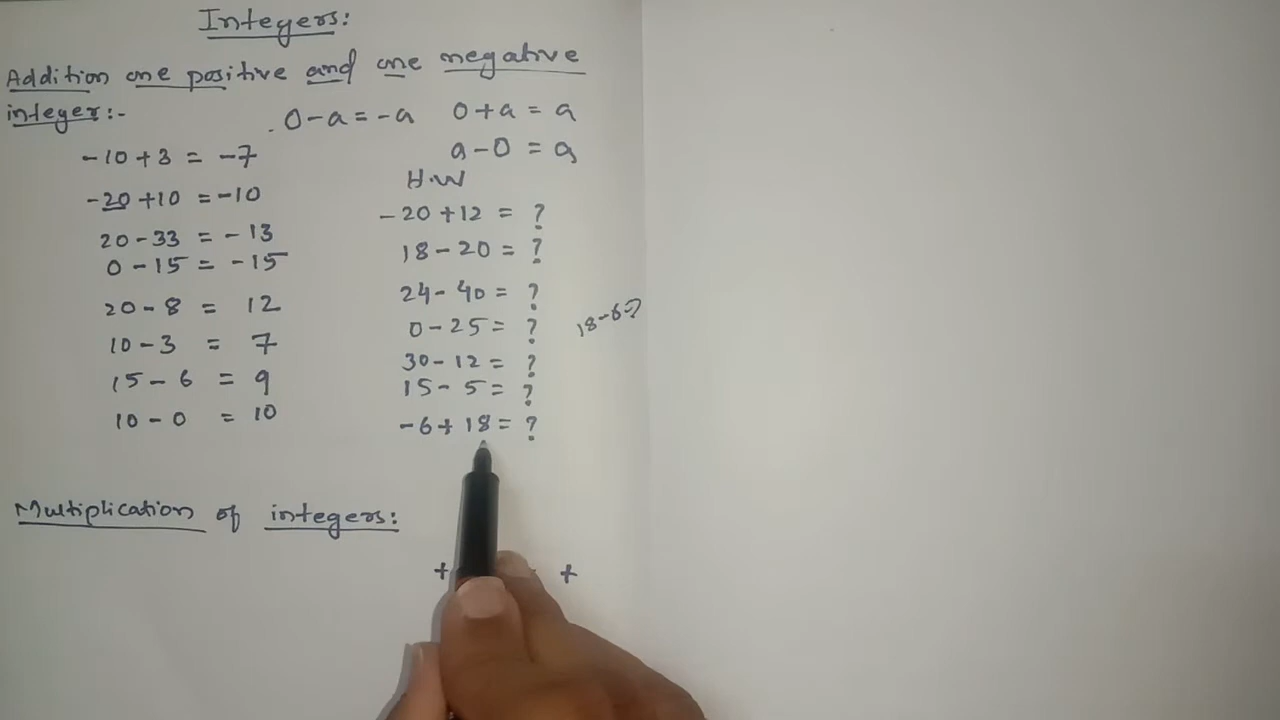 Integers:
Addition one positive and one negative
integer:-
0-a=-a 0+a=a
a-0=a
-10+3=-7
-20+10=-10
20-33=-13
0-15=-15
20-8=12
10-3=7
15-6=9
10-0=10
H.W
-20+12=?
18-20=?
24-40=?
0-25=?
18-6=?
30-12=?
15-5=?
-6+18=?
Multiplication of integers:
+ +